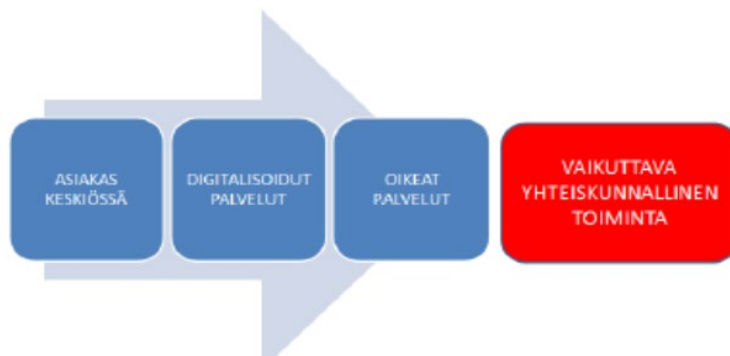 ASIAKAS
KESKIÖSSÄ
DIGITALISOIDUT
PALVELUT
OIKEAT
PALVELUT
VAIKUTTAVA
YHTEISKUNNALLINEN
TOIMINTA